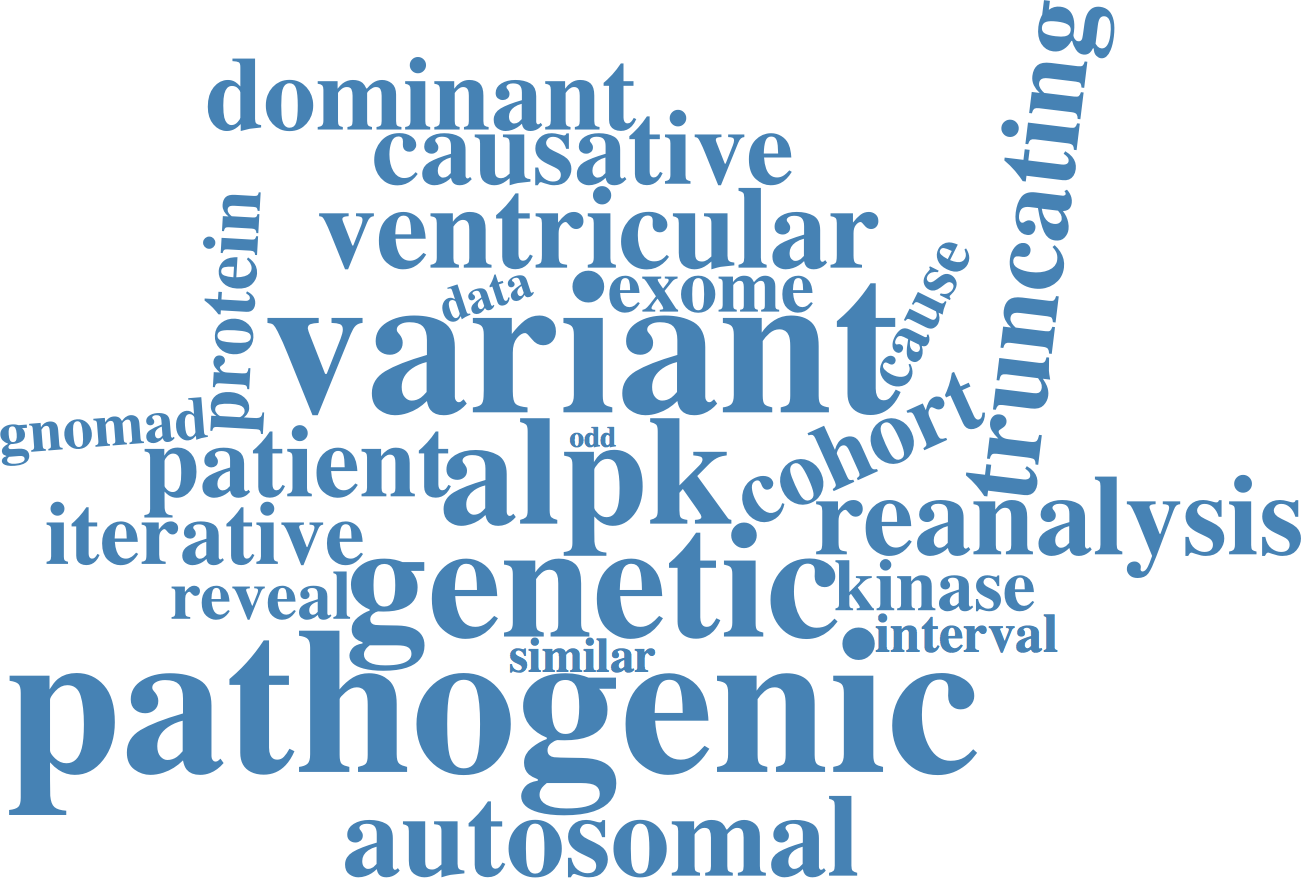 truncating
dominant
causative
ventricular
protein
data
exome
cause
variant
gnomad
patient
odd
alpk
cohort
iterative
reanalysis
reveal
genetic
kinase
interval
similar
pathogenic
autosomal